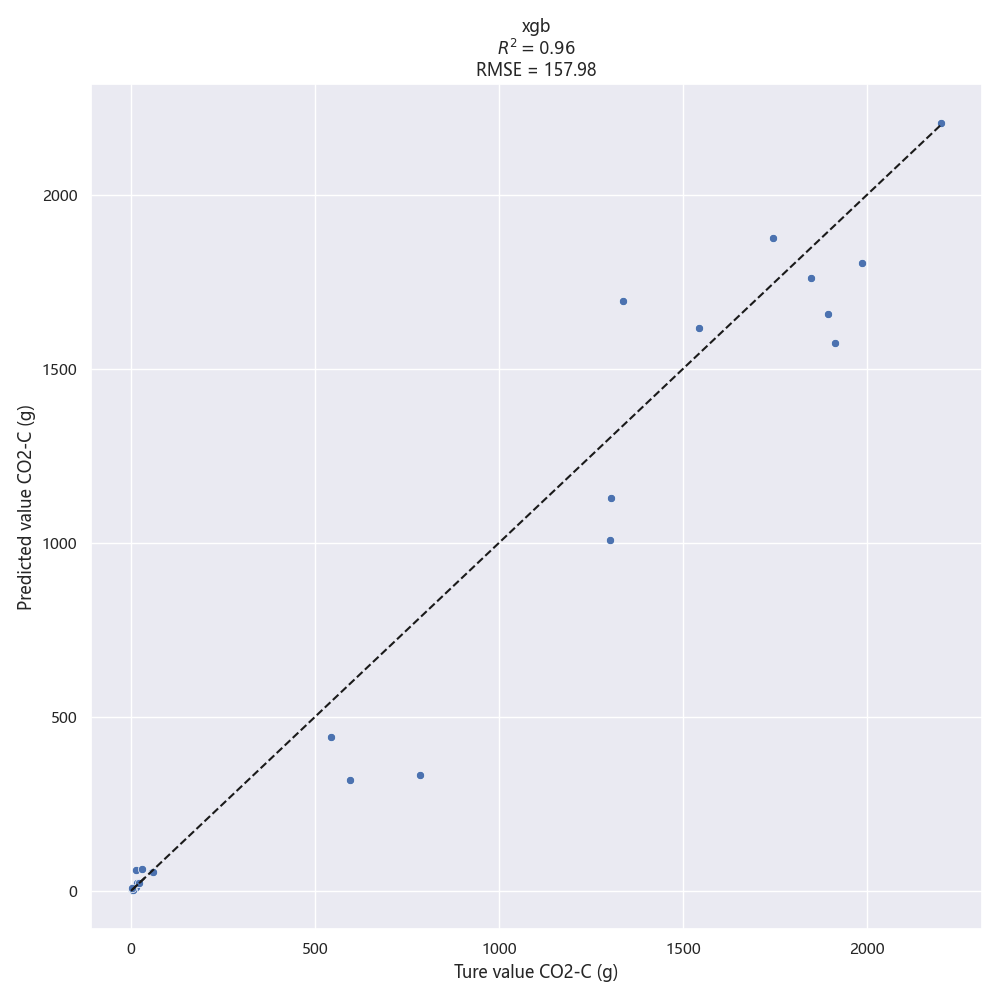 xgb
R² = 0.96
RMSE = 157.98
Predicted value CO2-C (g)
2000
1500
1000
500
0
0 500 1000 1500 2000
Ture value CO2-C (g)